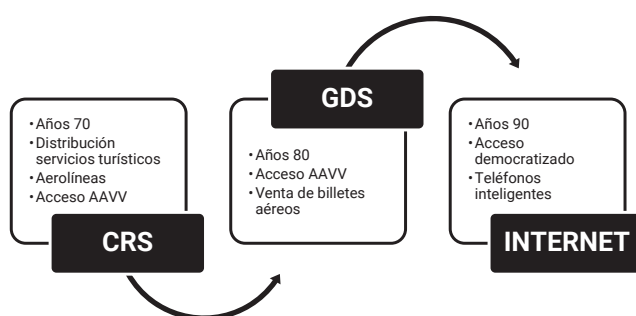 • Años 70
• Distribución
servicios turísticos
• Aerolíneas
• Acceso AAVV
CRS
GDS
• Años 80
• Acceso AAVV
• Venta de billetes
aéreos
• Años 90
• Acceso
democratizado
• Teléfonos
inteligentes
INTERNET